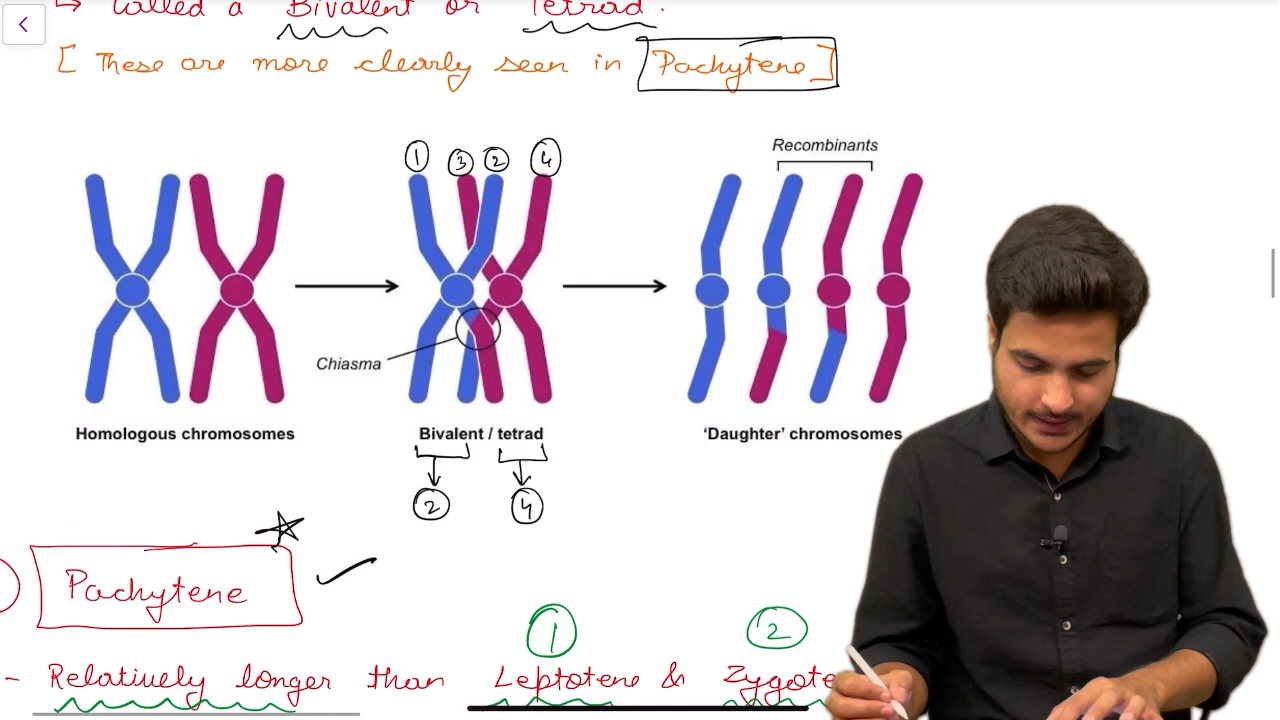 ↳ Called a Bivalent or Tetrad.
[ These are more clearly seen in Pachytene ]
Recombinants
① ③ ② ④
Chiasma
Homologous chromosomes
Bivalent / tetrad
‘Daughter’ chromosomes
② ④
Pachytene
① ②
- Relatively longer than Leptotene & Zygote